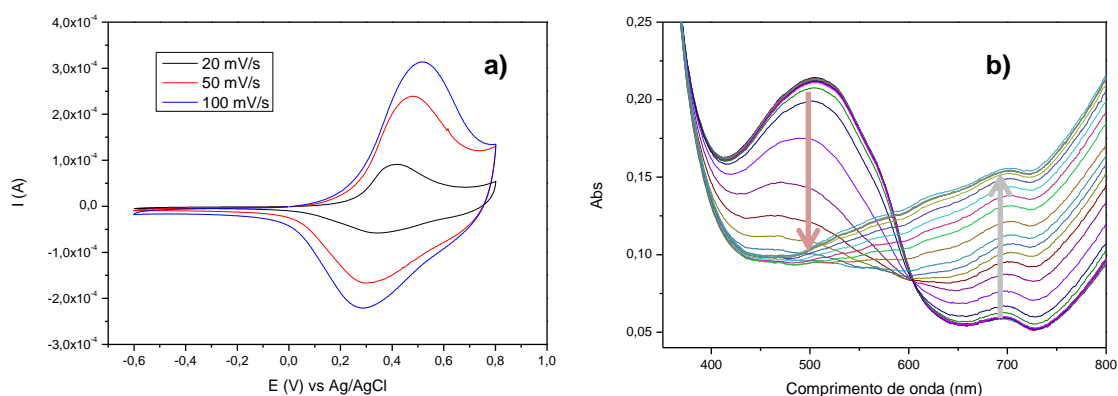 a)
20 mV/s
50 mV/s
100 mV/s
4,0x10⁻⁴
3,0x10⁻⁴
2,0x10⁻⁴
1,0x10⁻⁴
0,0
-1,0x10⁻⁴
-2,0x10⁻⁴
-3,0x10⁻⁴
I (A)
-0,6 -0,4 -0,2 0,0 0,2 0,4 0,6 0,8 1,0
E (V) vs Ag/AgCl
b)
0,25
0,20
0,15
0,10
0,05
Abs
400 500 600 700 800
Comprimento de onda (nm)